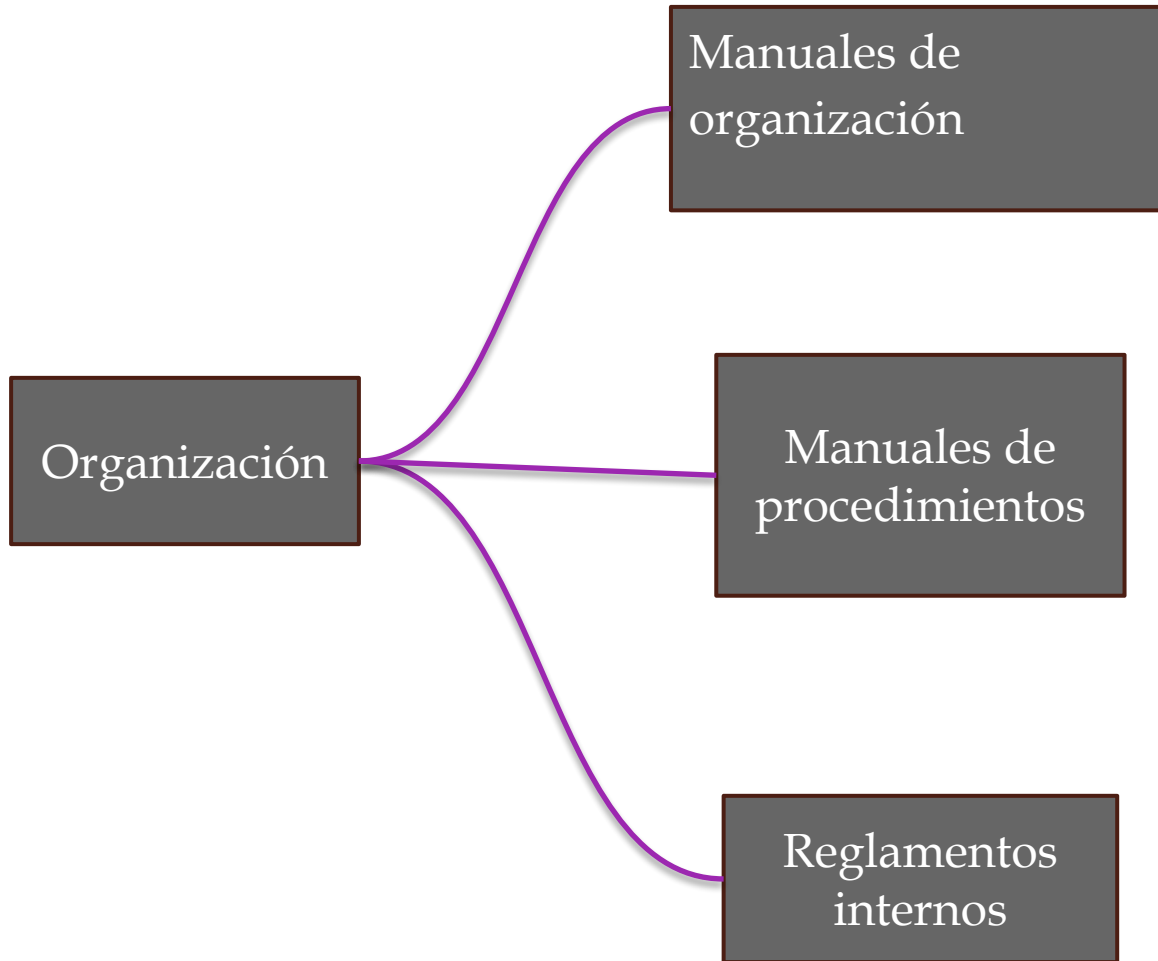 Manuales de
organización
Organización
Manuales de
procedimientos
Reglamentos
internos